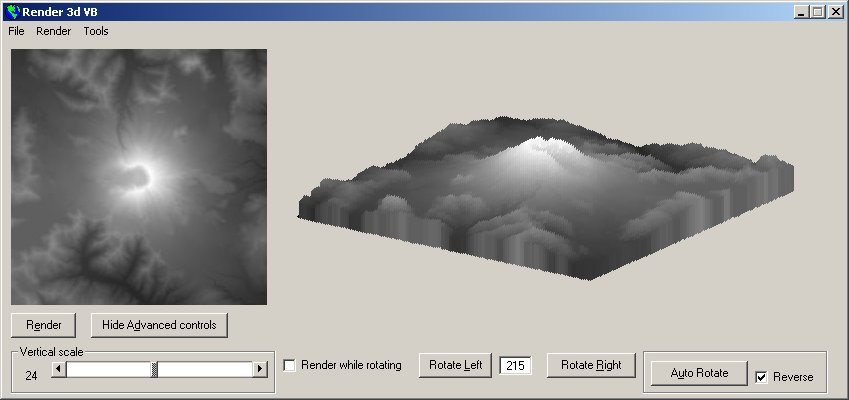 Render 3d VB
File Render Tools
Render Hide Advanced controls
Vertical scale
24
Render while rotating Rotate Left 215 Rotate Right Auto Rotate Reverse